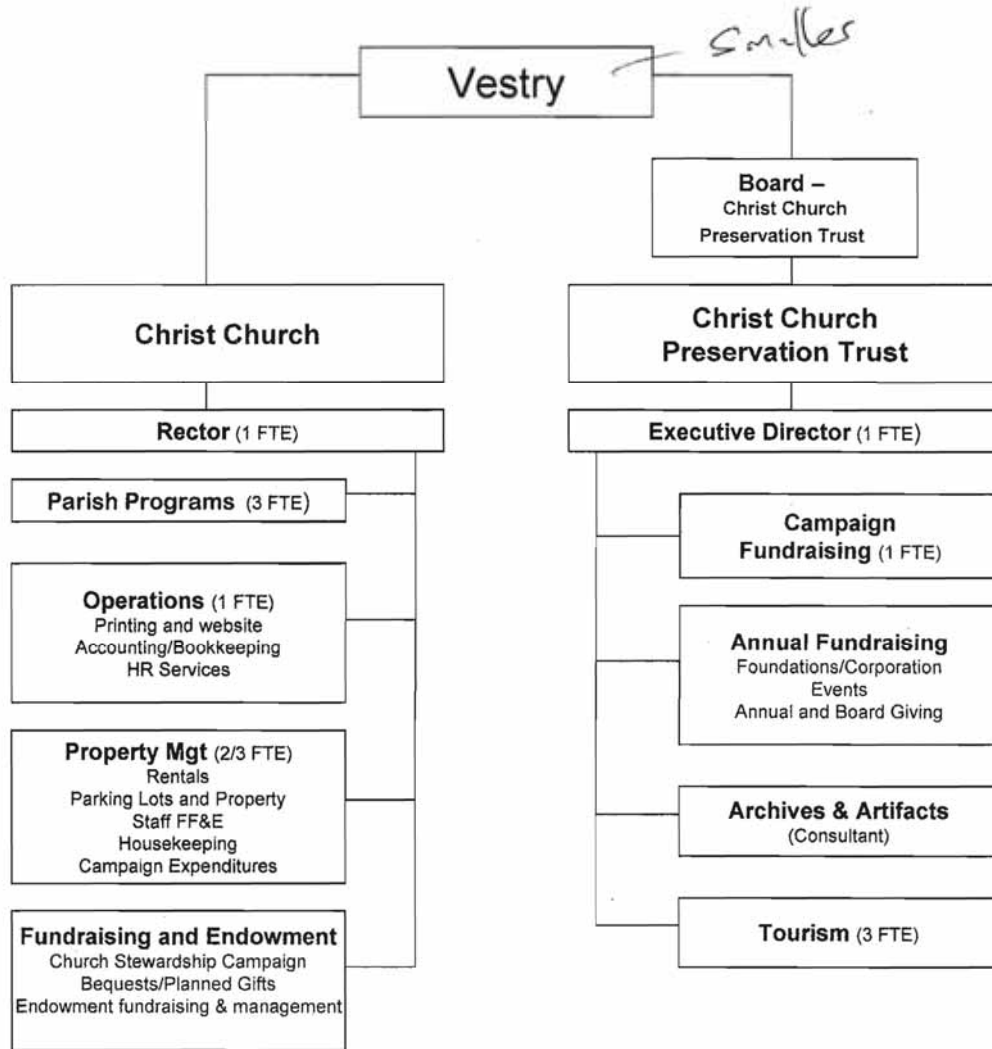 Smaller
Vestry
Board –
Christ Church
Preservation Trust
Christ Church
Rector (1 FTE)
Parish Programs (3 FTE)
Operations (1 FTE)
Printing and website
Accounting/Bookkeeping
HR Services
Property Mgt (2/3 FTE)
Rentals
Parking Lots and Property
Staff FF&E
Housekeeping
Campaign Expenditures
Fundraising and Endowment
Church Stewardship Campaign
Bequests/Planned Gifts
Endowment fundraising & management
Christ Church
Preservation Trust
Executive Director (1 FTE)
Campaign
Fundraising (1 FTE)
Annual Fundraising
Foundations/Corporation
Events
Annual and Board Giving
Archives & Artifacts
(Consultant)
Tourism (3 FTE)